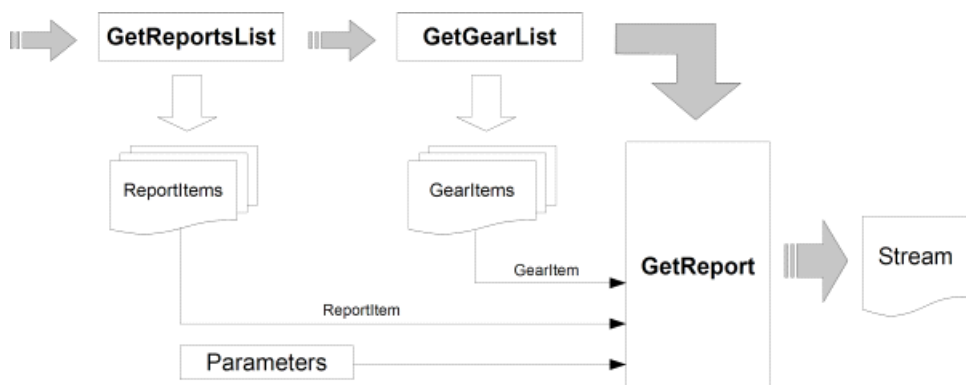 GetReportsList
GetGearList
ReportItems
GearItems
GearItem
GetReport
Stream
ReportItem
Parameters